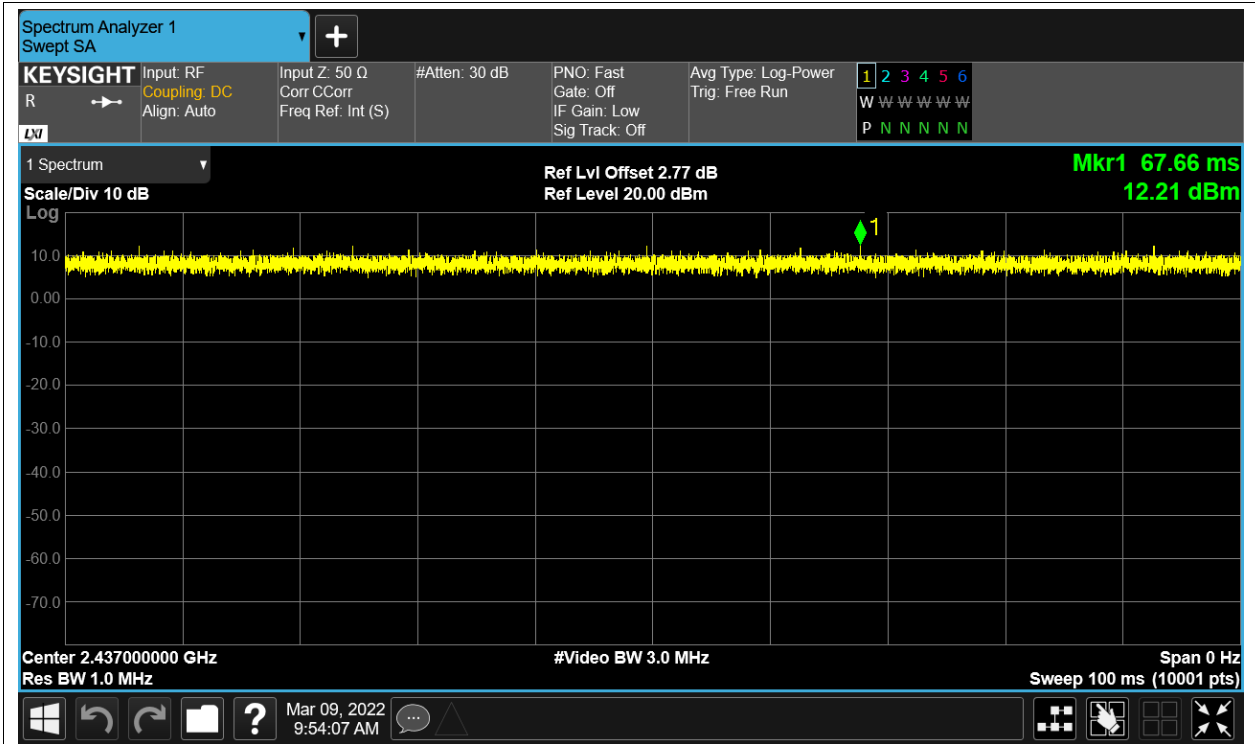 Spectrum Analyzer 1
Swept SA
KEYSIGHT Input: RF Input Z: 50 Ω #Atten: 30 dB PNO: Fast Avg Type: Log-Power 1 2 3 4 5 6
R Coupling: DC Corr CCorr Gate: Off Trig: Free Run W W W W W W
Align: Auto Freq Ref: Int (S) IF Gain: Low
LXI Sig Track: Off P N N N N N
1 Spectrum Ref Lvl Offset 2.77 dB Mkr1 67.66 ms
Scale/Div 10 dB Ref Level 20.00 dBm 12.21 dBm
Log
1
10.0
0.00
-10.0
-20.0
-30.0
-40.0
-50.0
-60.0
-70.0
Center 2.437000000 GHz #Video BW 3.0 MHz Span 0 Hz
Res BW 1.0 MHz Sweep 100 ms (10001 pts)
? Mar 09, 2022
9:54:07 AM